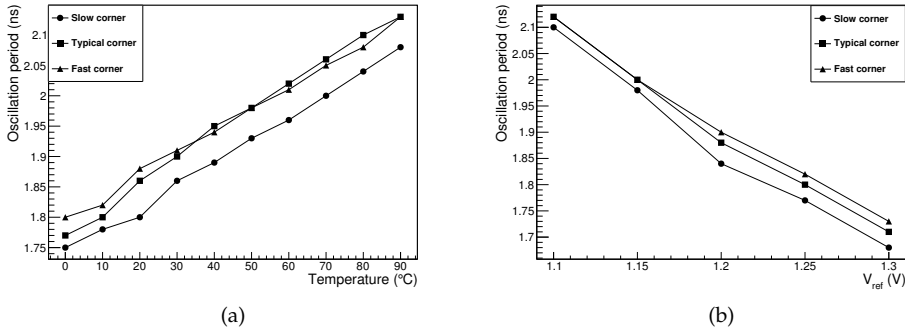 Oscillation period (ns)
Slow corner
Typical corner
Fast corner
2.1
2.05
2
1.95
1.9
1.85
1.8
1.75
0 10 20 30 40 50 60 70 80 90
Temperature (°C)
(a)
Oscillation period (ns)
Slow corner
Typical corner
Fast corner
2.1
2.05
2
1.95
1.9
1.85
1.8
1.75
1.7
1.1 1.15 1.2 1.25 1.3
Vref (V)
(b)